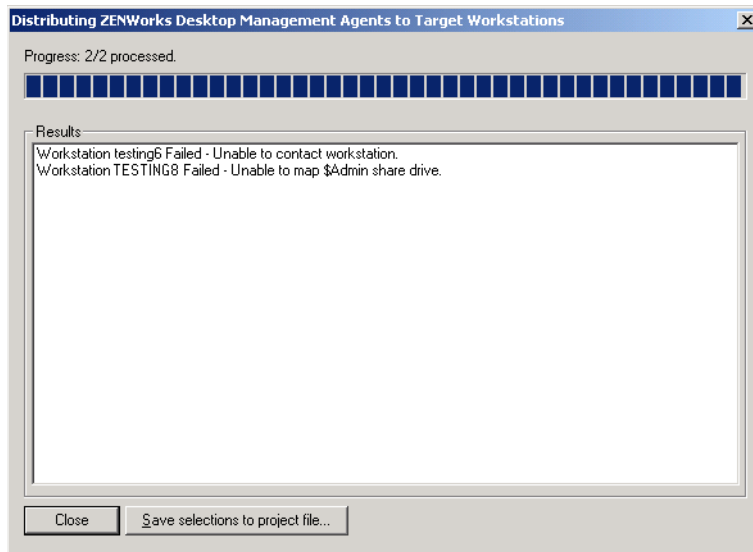 Distributing ZENWorks Desktop Management Agents to Target Workstations
Progress: 2/2 processed.
Results
Workstation testing6 Failed - Unable to contact workstation.
Workstation TESTING8 Failed - Unable to map $Admin share drive.
Close
Save selections to project file...